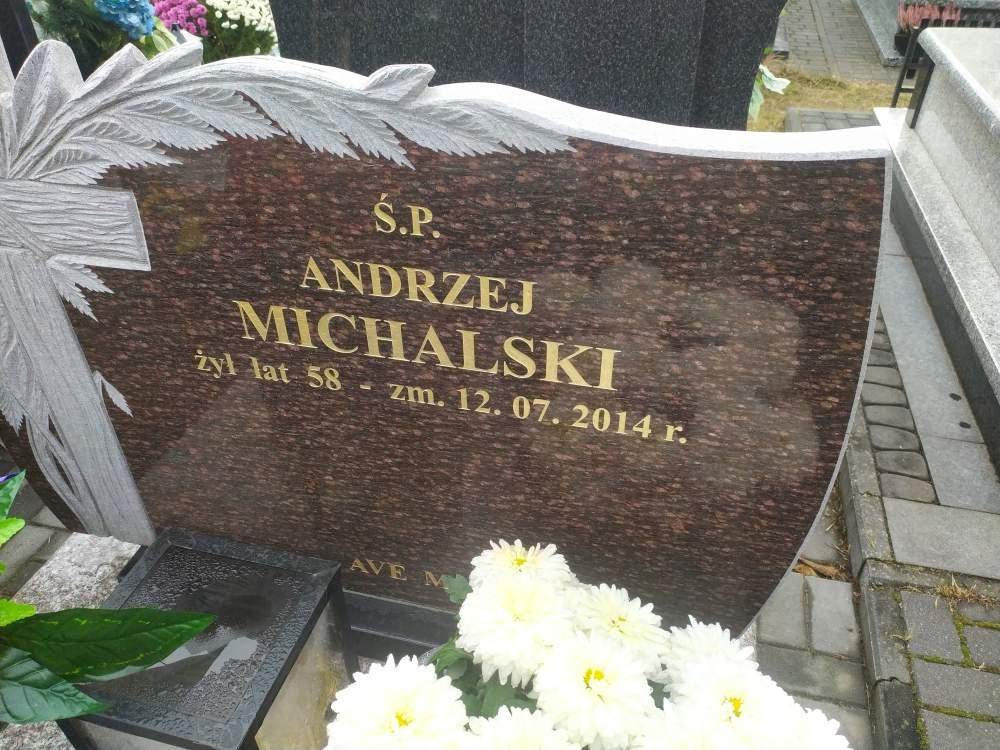 Ś.P.
ANDRZEJ
MICHALSKI
żył lat 58 - zm. 12. 07. 2014 r.
AVE